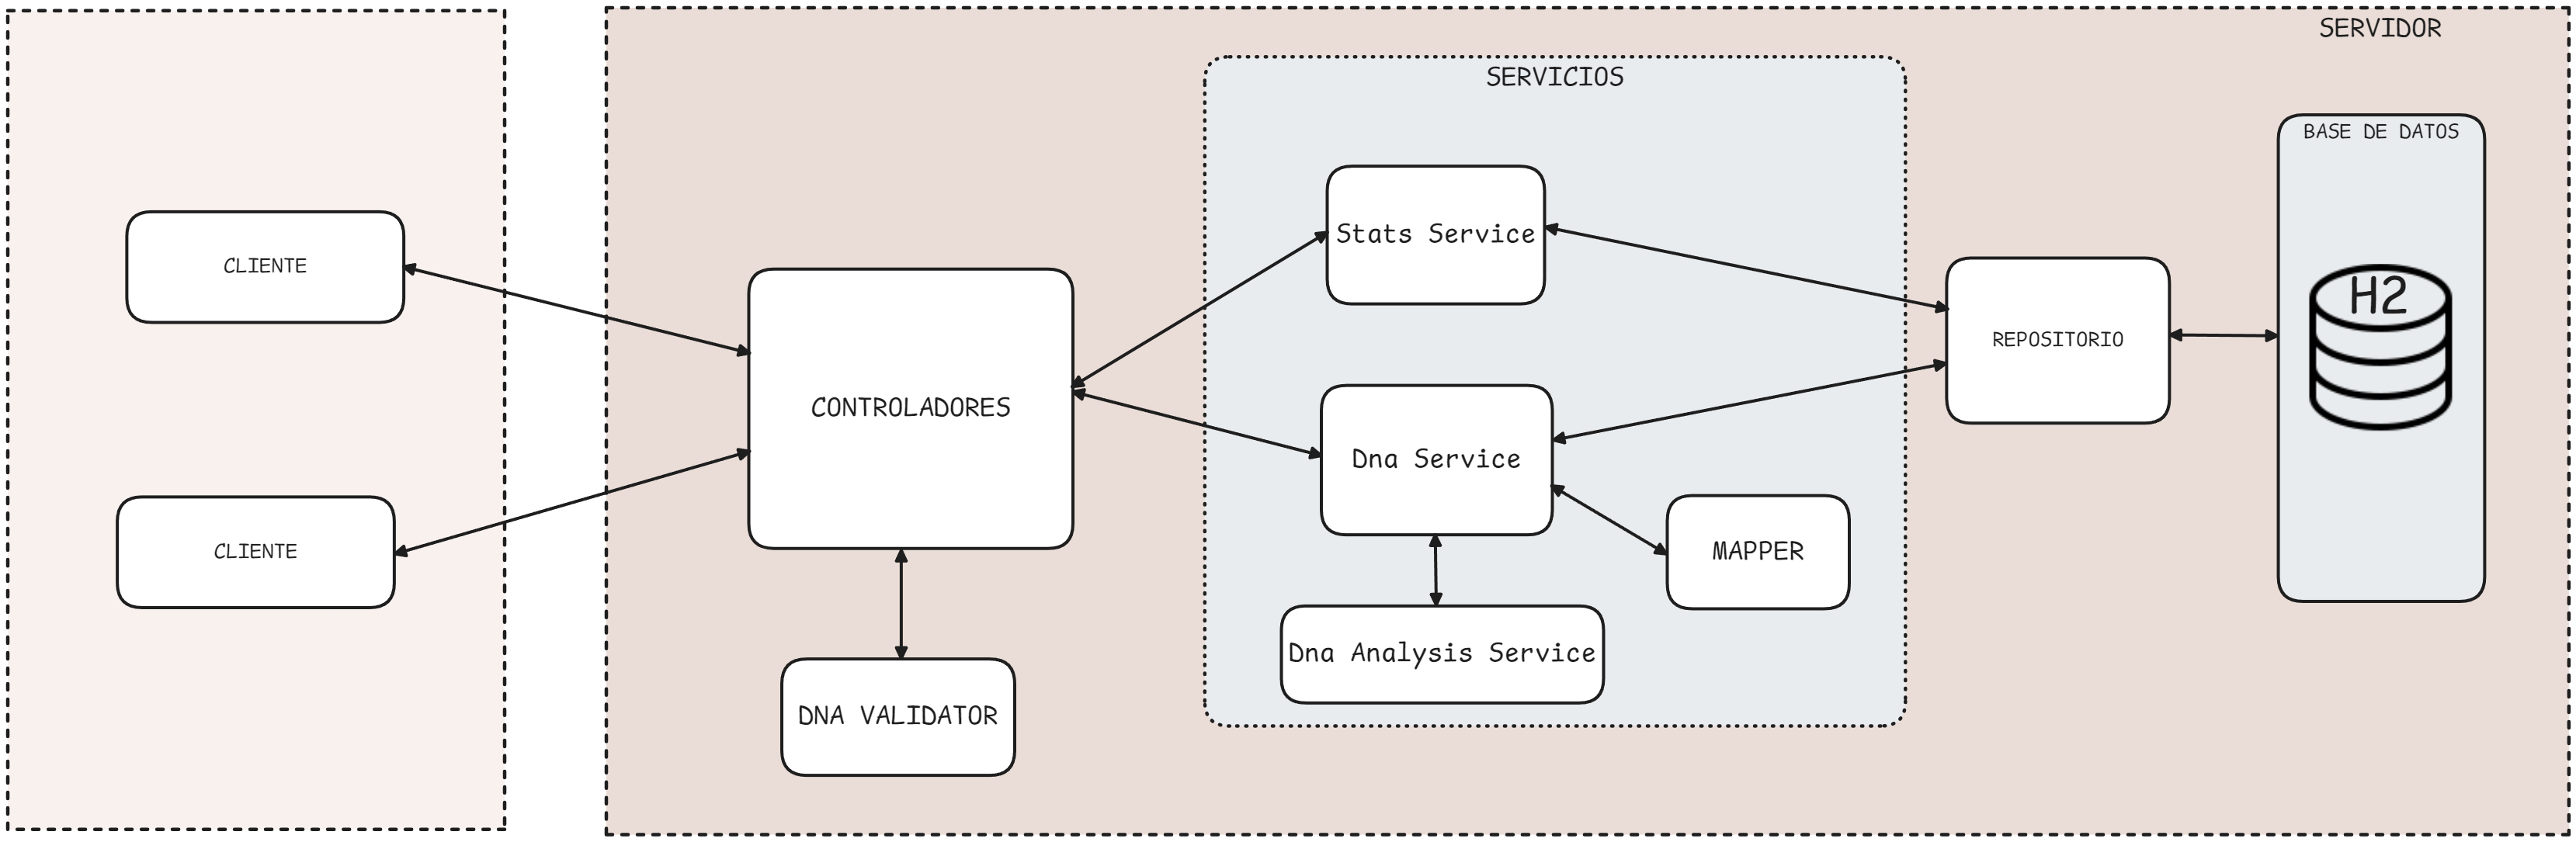 SERVIDOR
SERVICIOS
BASE DE DATOS
Stats Service
CLIENTE
H2
REPOSITORIO
CONTROLADORES
Dna Service
CLIENTE
MAPPER
Dna Analysis Service
DNA VALIDATOR